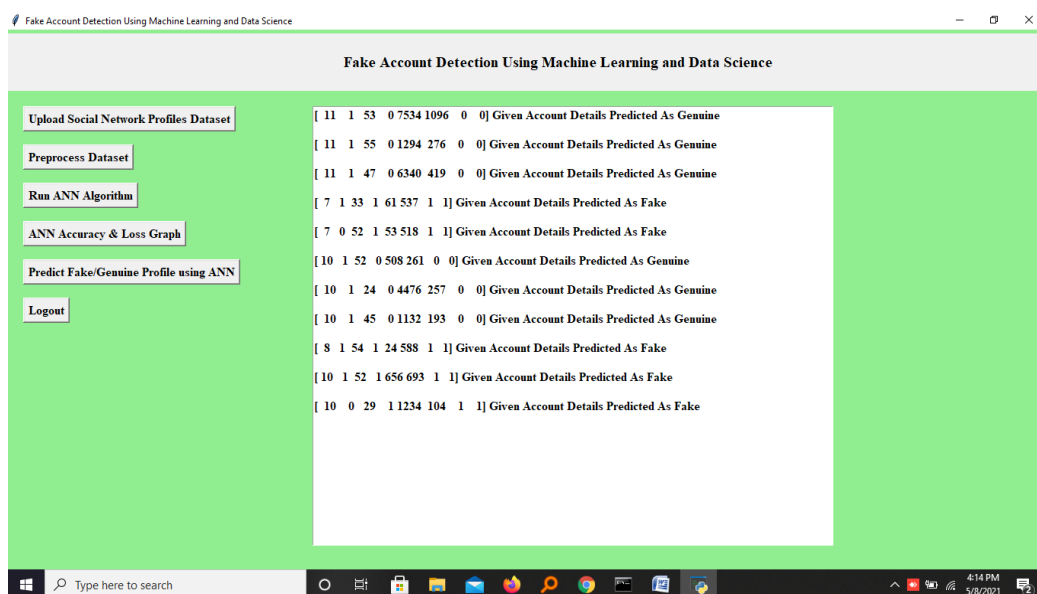 Fake Account Detection Using Machine Learning and Data Science
Fake Account Detection Using Machine Learning and Data Science
Upload Social Network Profiles Dataset
Preprocess Dataset
Run ANN Algorithm
ANN Accuracy & Loss Graph
Predict Fake/Genuine Profile using ANN
Logout
[ 11 1 53 0 7534 1096 0 0] Given Account Details Predicted As Genuine
[ 11 1 55 0 1294 276 0 0] Given Account Details Predicted As Genuine
[ 11 1 47 0 6340 419 0 0] Given Account Details Predicted As Genuine
[ 7 1 33 1 61 537 1 1] Given Account Details Predicted As Fake
[ 7 0 52 1 53 518 1 1] Given Account Details Predicted As Fake
[ 10 1 52 0 508 261 0 0] Given Account Details Predicted As Genuine
[ 10 1 24 0 4476 257 0 0] Given Account Details Predicted As Genuine
[ 10 1 45 0 1132 193 0 0] Given Account Details Predicted As Genuine
[ 8 1 54 1 24 588 1 1] Given Account Details Predicted As Fake
[ 10 1 52 1 656 693 1 1] Given Account Details Predicted As Fake
[ 10 0 29 1 1234 104 1 1] Given Account Details Predicted As Fake
Type here to search
4:14 PM
5/8/2021